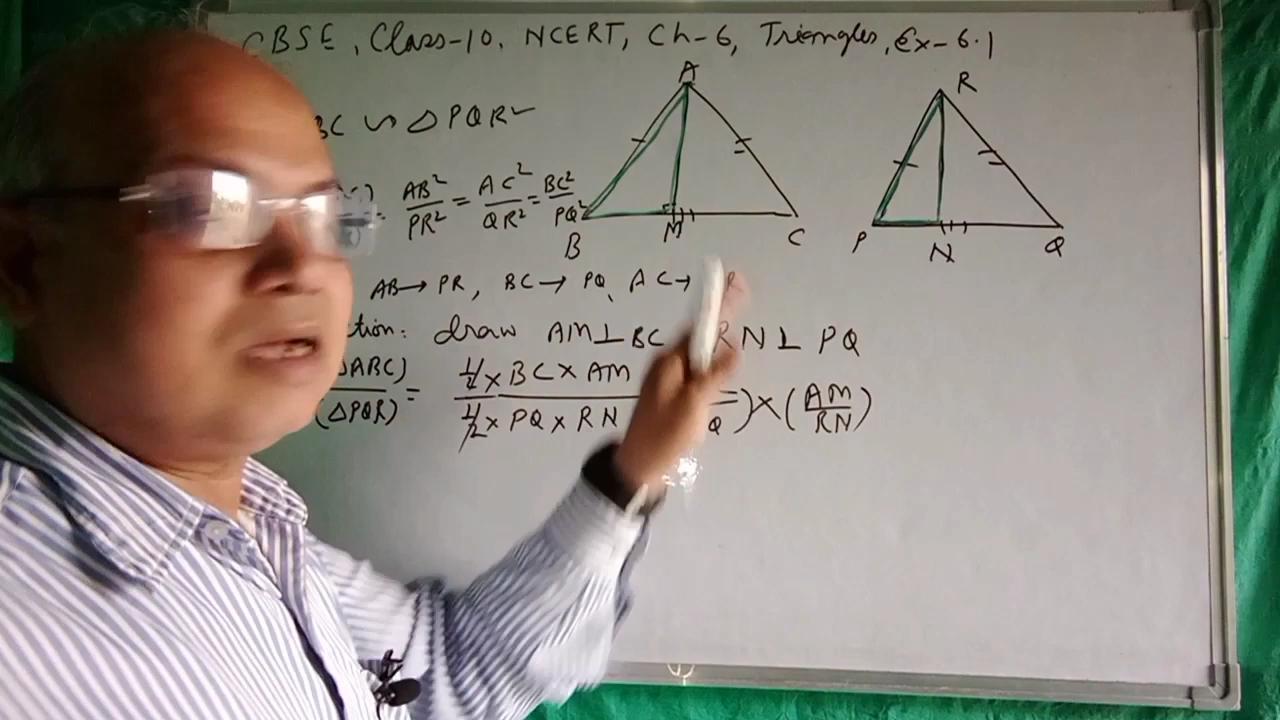 CBSE, Class-10, NCERT, Ch-6, Triangles, Ex-6.1
BC ∽ △PQR
= AB²/PR² = AC²/QR² = BC²/PQ²
A
B
M
C
R
P
N
Q
AB→PR, BC→PQ, AC→ R
tion: draw AM⊥BC RN⊥PQ
△ABC)/(△PQR) = ½×BC×AM/½×PQ×RN Q)×(AM/RN)